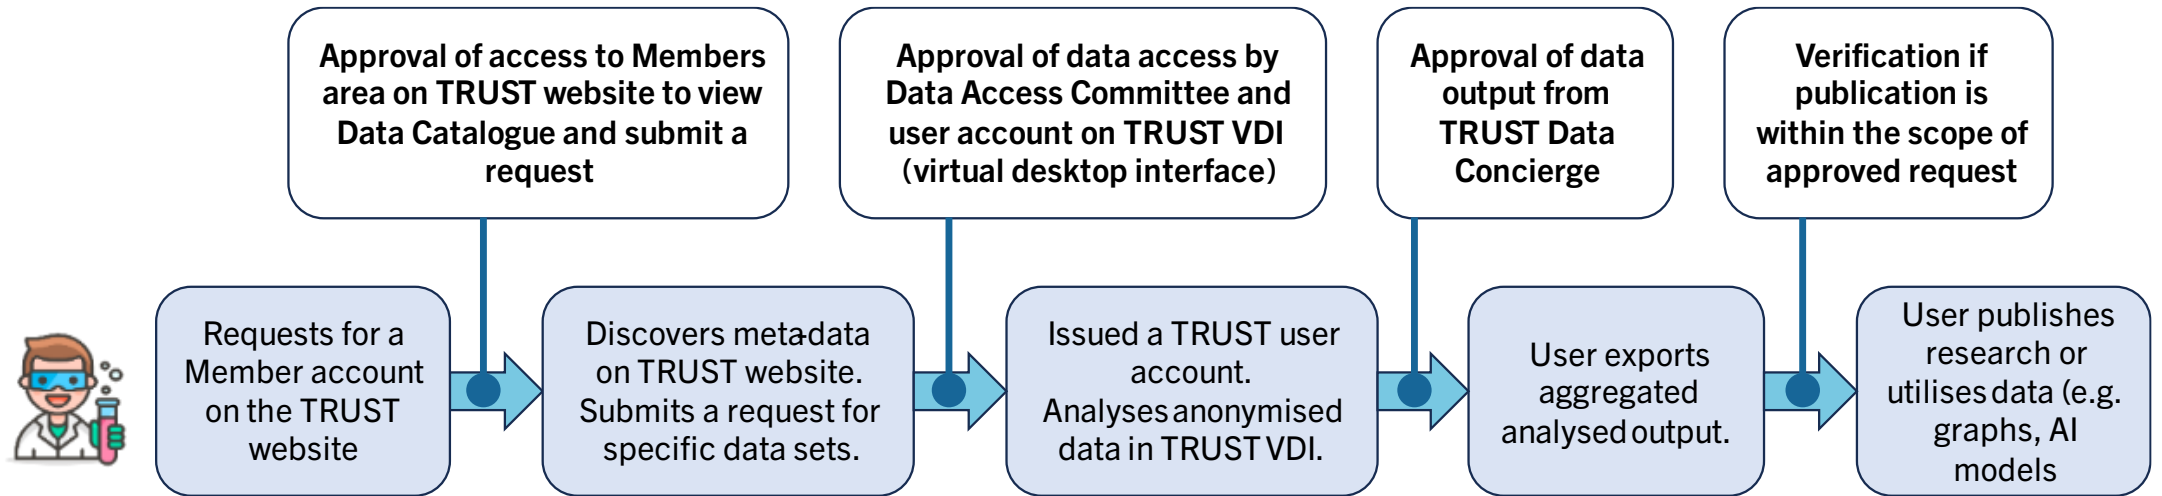 Approval of access to Members
area on TRUST website to view
Data Catalogue and submit a
request
Approval of data access by
Data Access Committee and
user account on TRUST VDI
(virtual desktop interface)
Approval of data
output from
TRUST Data
Concierge
Verification if
publication is
within the scope of
approved request
Requests for a
Member account
on the TRUST
website
Discovers meta-data
on TRUST website.
Submits a request for
specific data sets.
Issued a TRUST user
account.
Analyses anonymised
data in TRUST VDI.
User exports
aggregated
analysed output.
User publishes
research or
utilises data (e.g.
graphs, AI
models